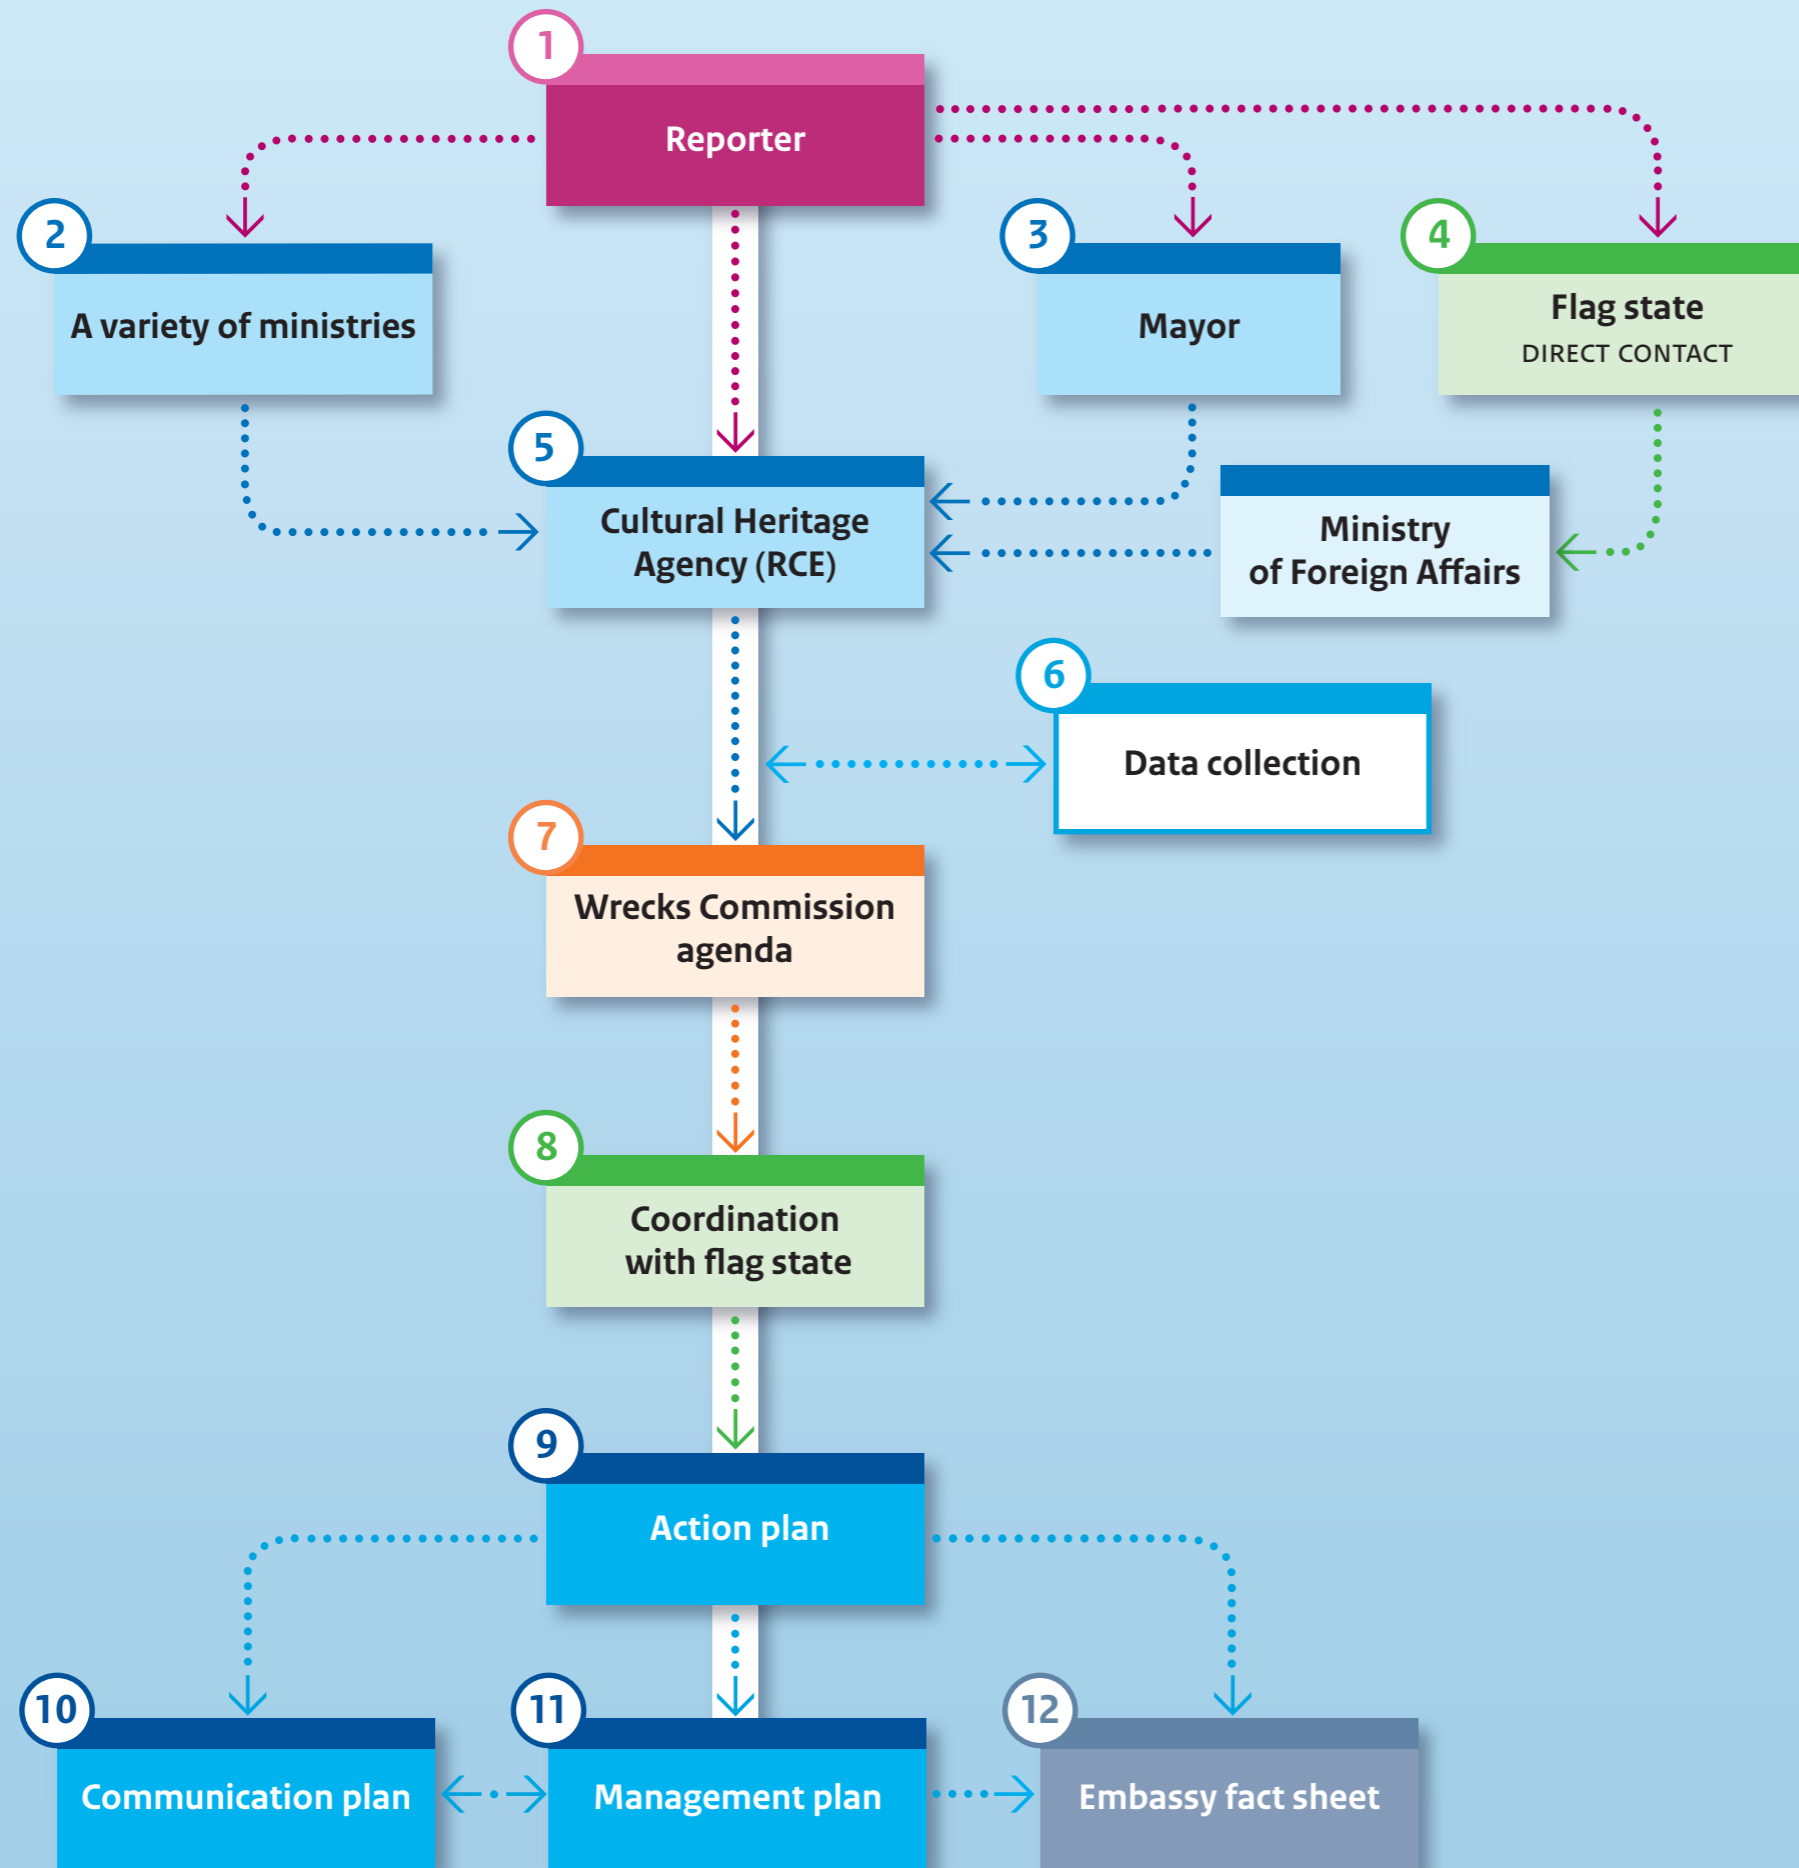 1
Reporter
2
A variety of ministries
3
Mayor
4
Flag state
DIRECT CONTACT
5
Cultural Heritage
Agency (RCE)
Ministry
of Foreign Affairs
6
Data collection
7
Wrecks Commission
agenda
8
Coordination
with flag state
9
Action plan
10
Communication plan
11
Management plan
12
Embassy fact sheet